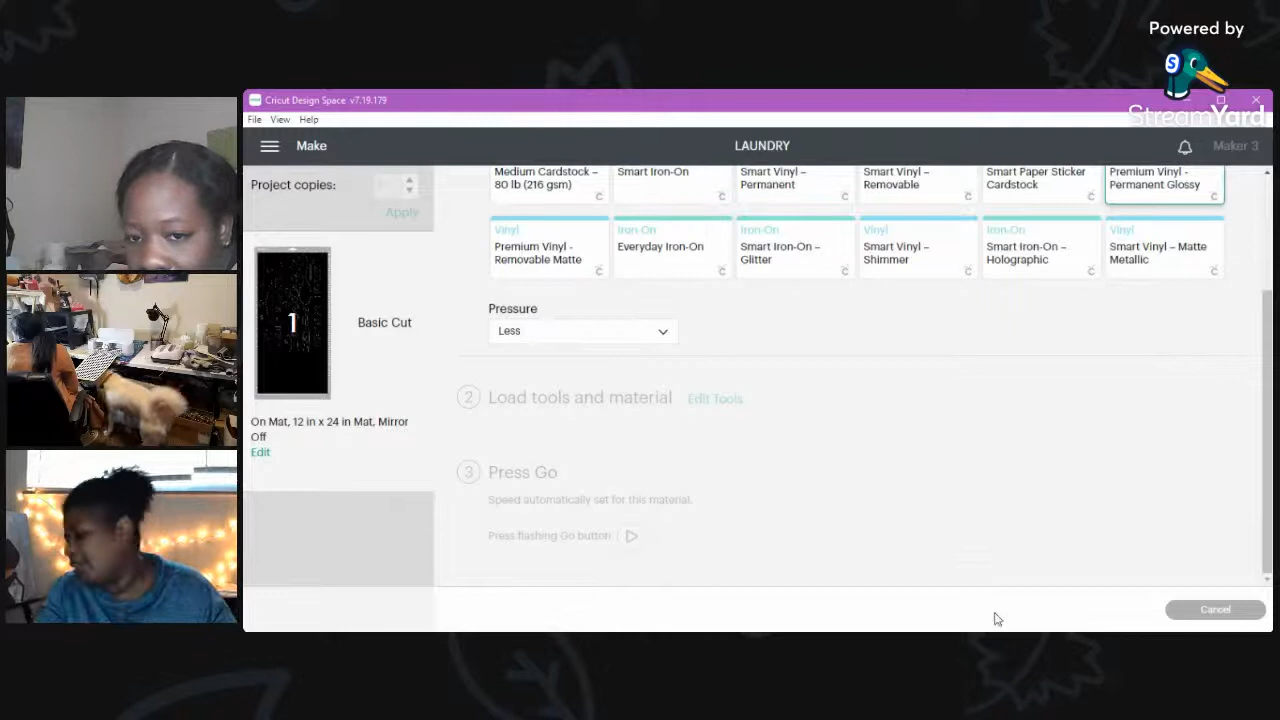 Powered by
StreamYard
Cricut Design Space v7.19.179
File View Help
Make
LAUNDRY
Maker 3
Project copies:
Apply
Medium Cardstock –
80 lb (216 gsm)
Smart Iron-On
Smart Vinyl –
Permanent
Smart Vinyl –
Removable
Smart Paper Sticker
Cardstock
Premium Vinyl -
Permanent Glossy
Vinyl
Premium Vinyl -
Removable Matte
Iron-On
Everyday Iron-On
Iron-On
Smart Iron-On –
Glitter
Vinyl
Smart Vinyl –
Shimmer
Iron-On
Smart Iron-On –
Holographic
Vinyl
Smart Vinyl – Matte
Metallic
1
Basic Cut
On Mat, 12 in x 24 in Mat, Mirror
Off
Edit
Pressure
Less
2 Load tools and material Edit Tools
3 Press Go
Speed automatically set for this material.
Press flashing Go button
Cancel